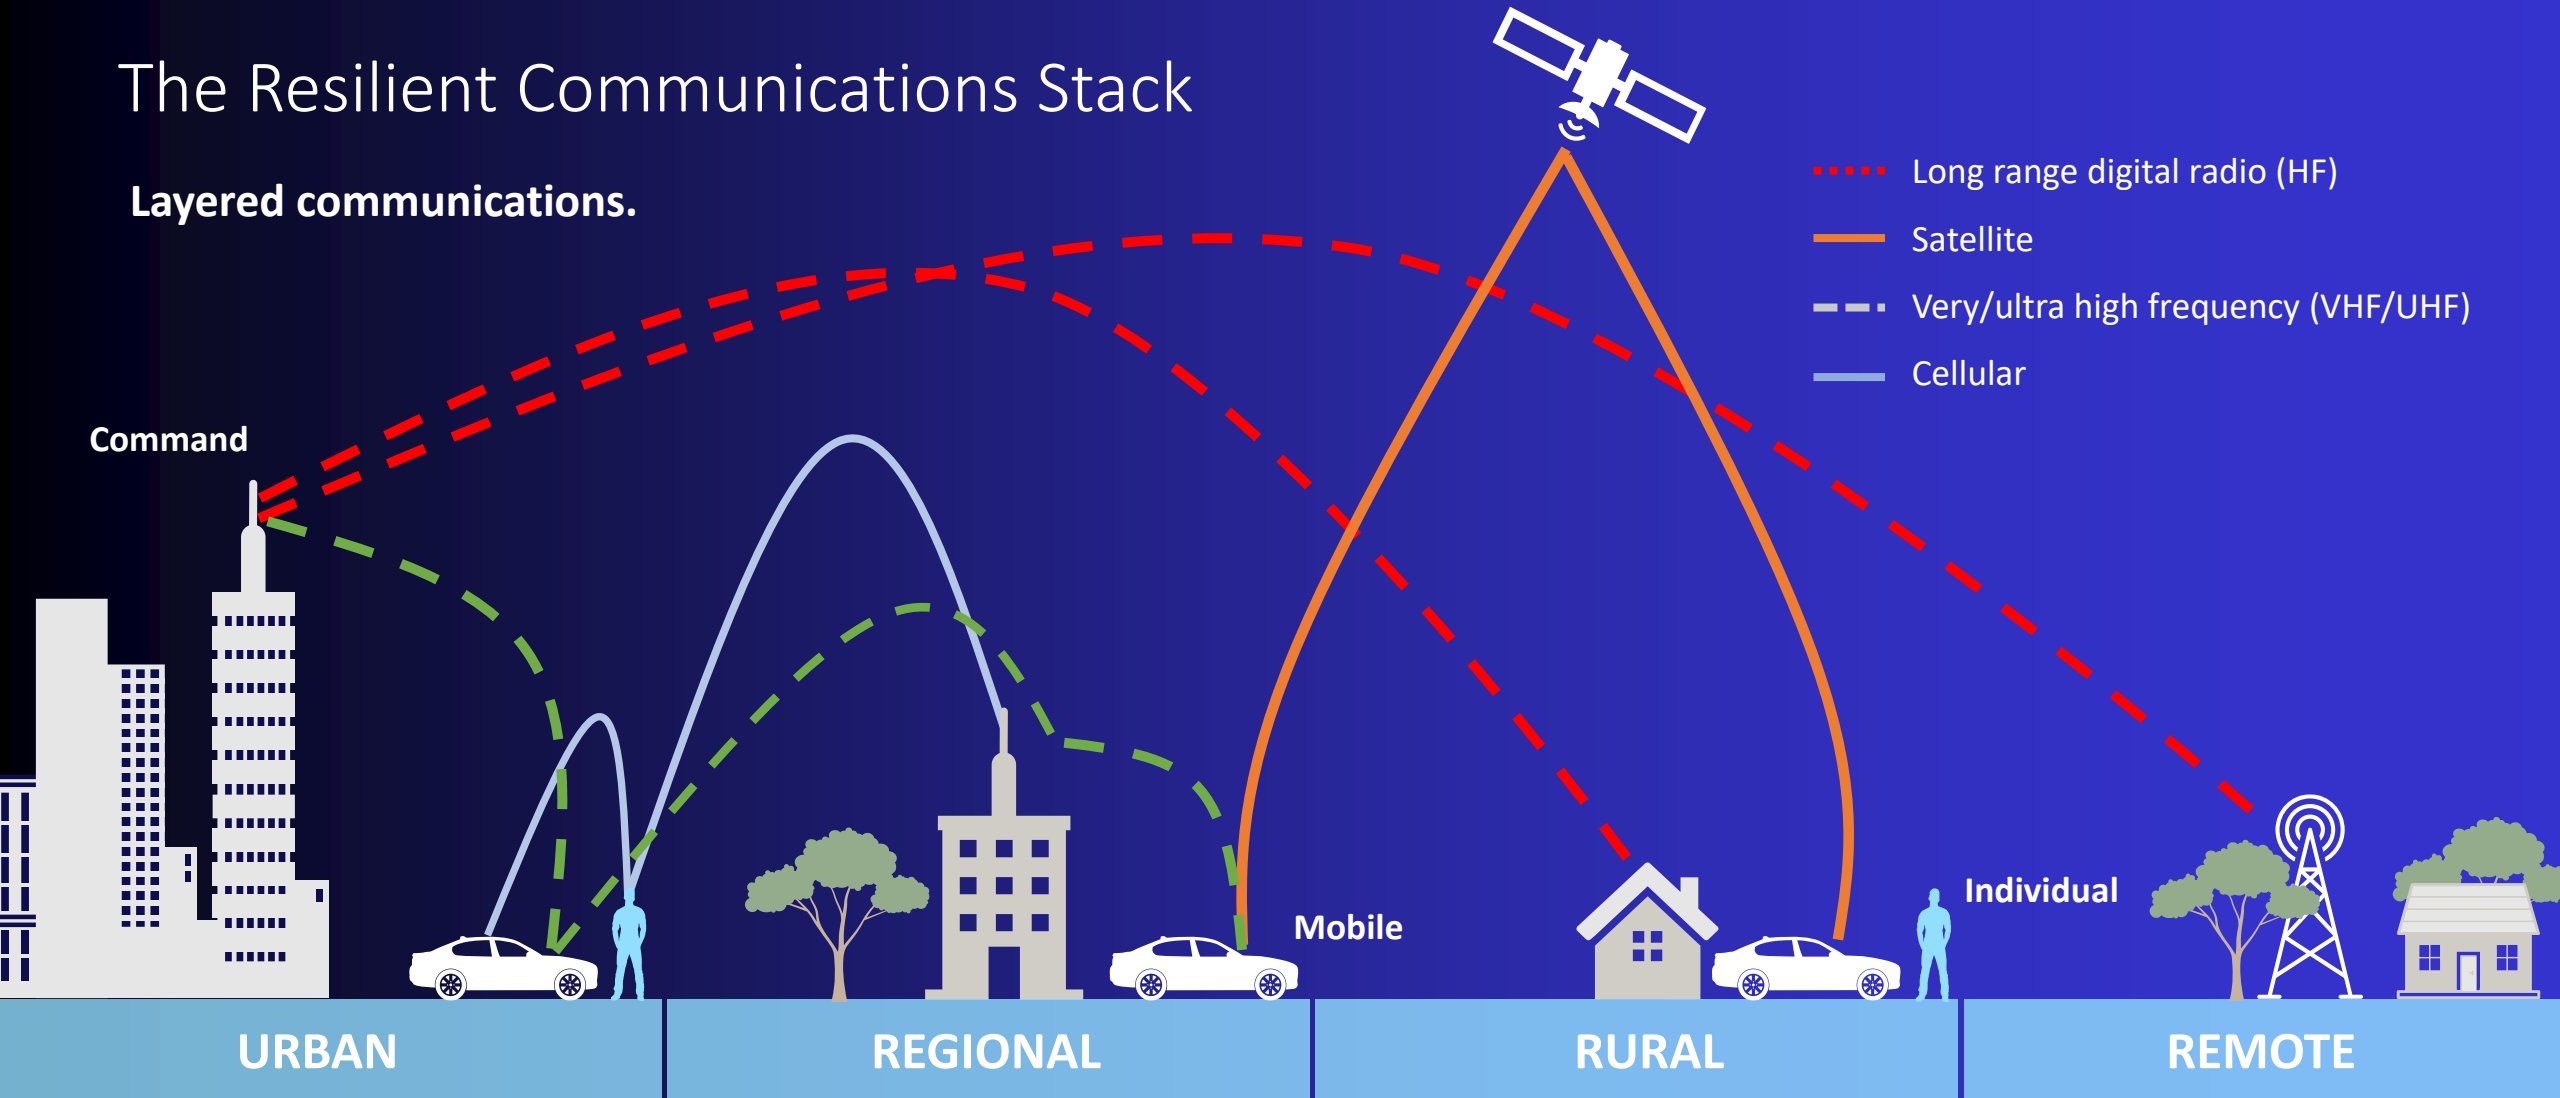 The Resilient Communications Stack
Layered communications.
Long range digital radio (HF)
Satellite
Very/ultra high frequency (VHF/UHF)
Cellular
Command
Mobile
Individual
URBAN
REGIONAL
RURAL
REMOTE